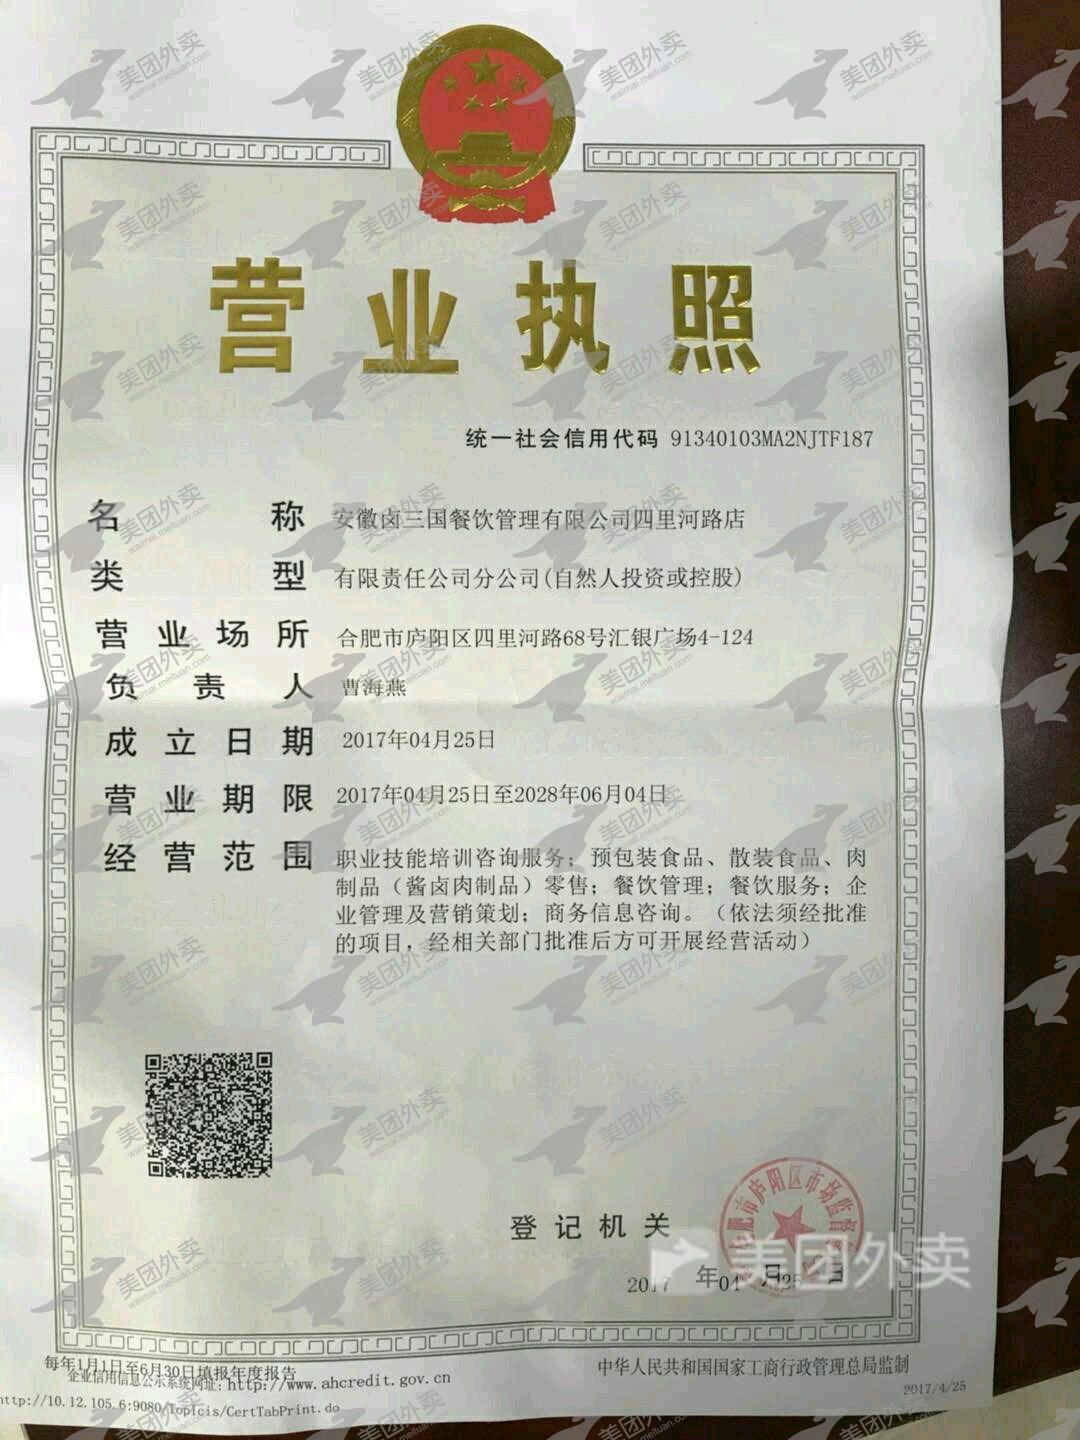 营业执照
统一社会信用代码 91340103MA2NJTF187
名称 安徽卤三国餐饮管理有限公司四里河路店
类型 有限责任公司分公司(自然人投资或控股)
营业场所 合肥市庐阳区四里河路68号汇银广场4-124
负责人 曹海燕
成立日期 2017年04月25日
营业期限 2017年04月25日至2028年06月04日
经营范围 职业技能培训咨询服务；预包装食品、散装食品、肉
制品（酱卤肉制品）零售；餐饮管理；餐饮服务；企
业管理及营销策划；商务信息咨询。（依法须经批准
的项目，经相关部门批准后方可开展经营活动）
登记机关
合肥市庐阳区市场监督
2017 年04 月25 日
美团外卖
每年1月1日至6月30日填报年度报告
企业信用信息公示系统网址：http://www.ahcredit.gov.cn
中华人民共和国国家工商行政管理总局监制
http://10.12.105.6:9080/TopIcis/CertTabPrint.do
2017/4/25
美团外卖
waimai.meituan.com